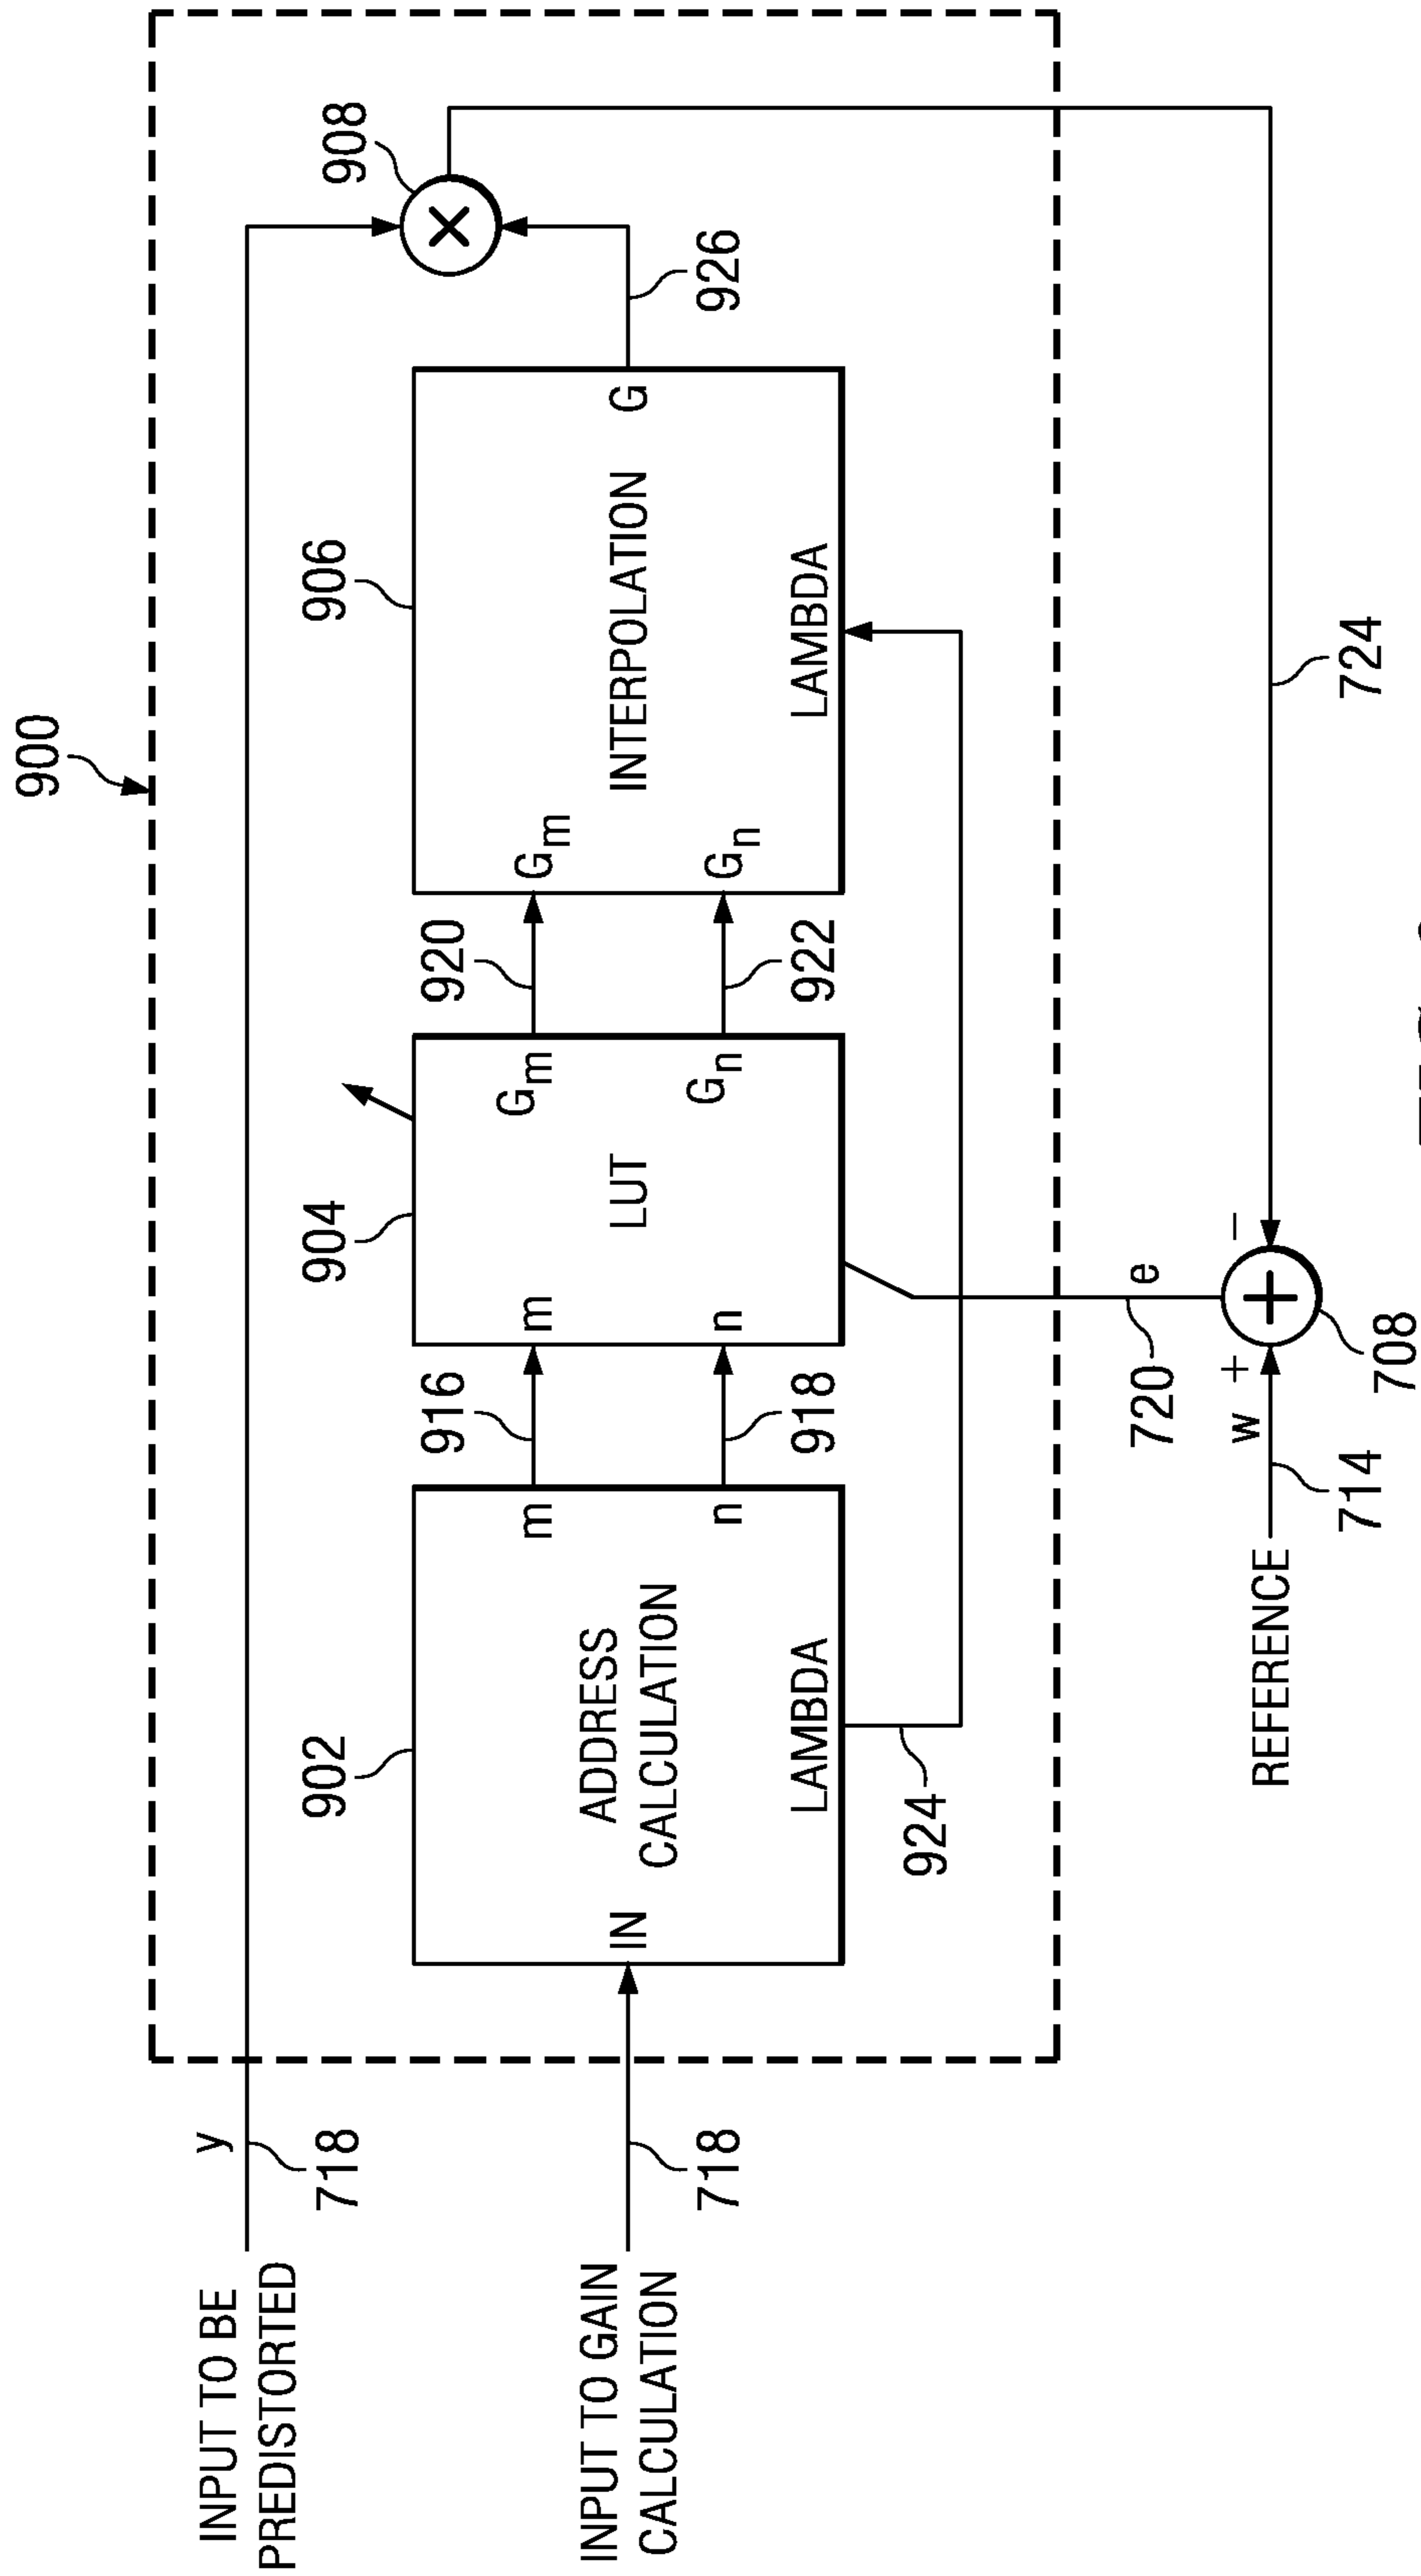 900
INPUT TO BE
PREDISTORTED
y
718
908
INPUT TO GAIN
CALCULATION
718
902
IN
ADDRESS
CALCULATION
LAMBDA
m
n
924
916
918
904
m
n
LUT
Gm
Gn
920
922
906
Gm
Gn
INTERPOLATION
LAMBDA
G
926
REFERENCE
714
w
+
−
720
e
708
724